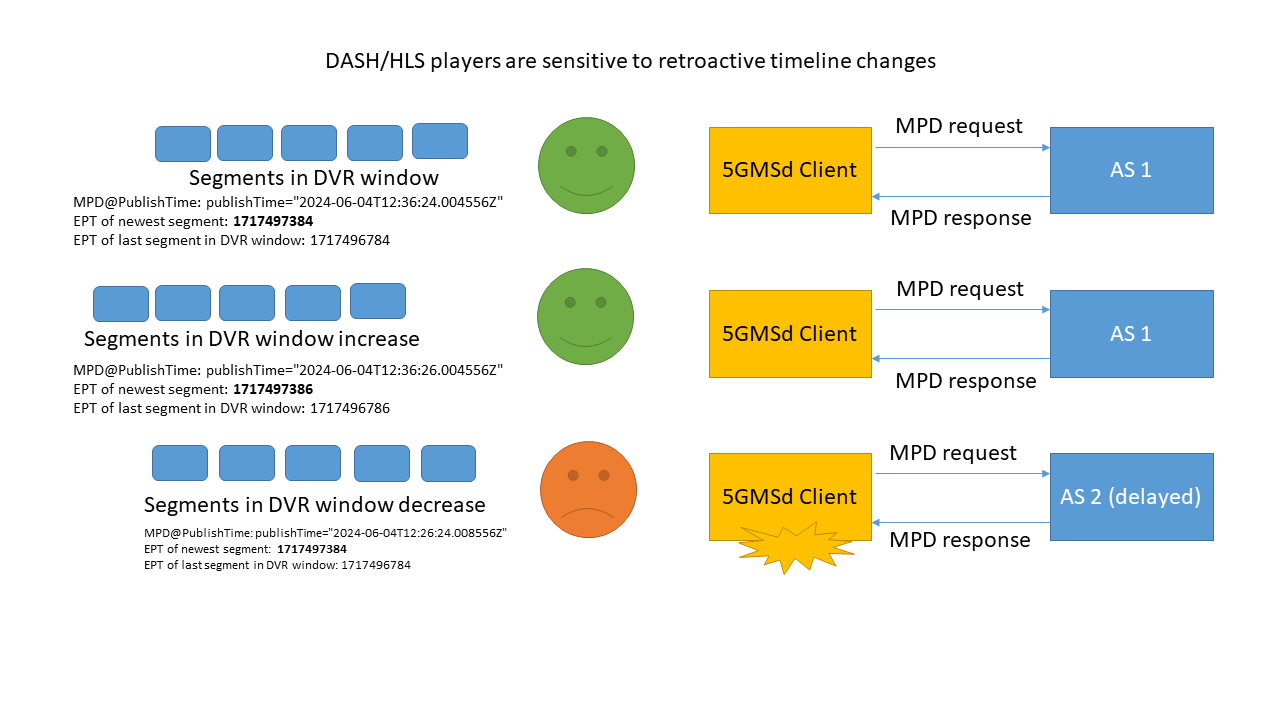 DASH/HLS players are sensitive to retroactive timeline changes
Segments in DVR window
MPD@PublishTime: publishTime="2024-06-04T12:36:24.004556Z"
EPT of newest segment: 1717497384
EPT of last segment in DVR window: 1717496784
MPD request
5GMSd Client
AS 1
MPD response
Segments in DVR window increase
MPD@PublishTime: publishTime="2024-06-04T12:36:26.004556Z"
EPT of newest segment: 1717497386
EPT of last segment in DVR window: 1717496786
MPD request
5GMSd Client
AS 1
MPD response
Segments in DVR window decrease
MPD@PublishTime: publishTime="2024-06-04T12:26:24.008556Z"
EPT of newest segment: 1717497384
EPT of last segment in DVR window: 1717496784
MPD request
5GMSd Client
AS 2 (delayed)
MPD response